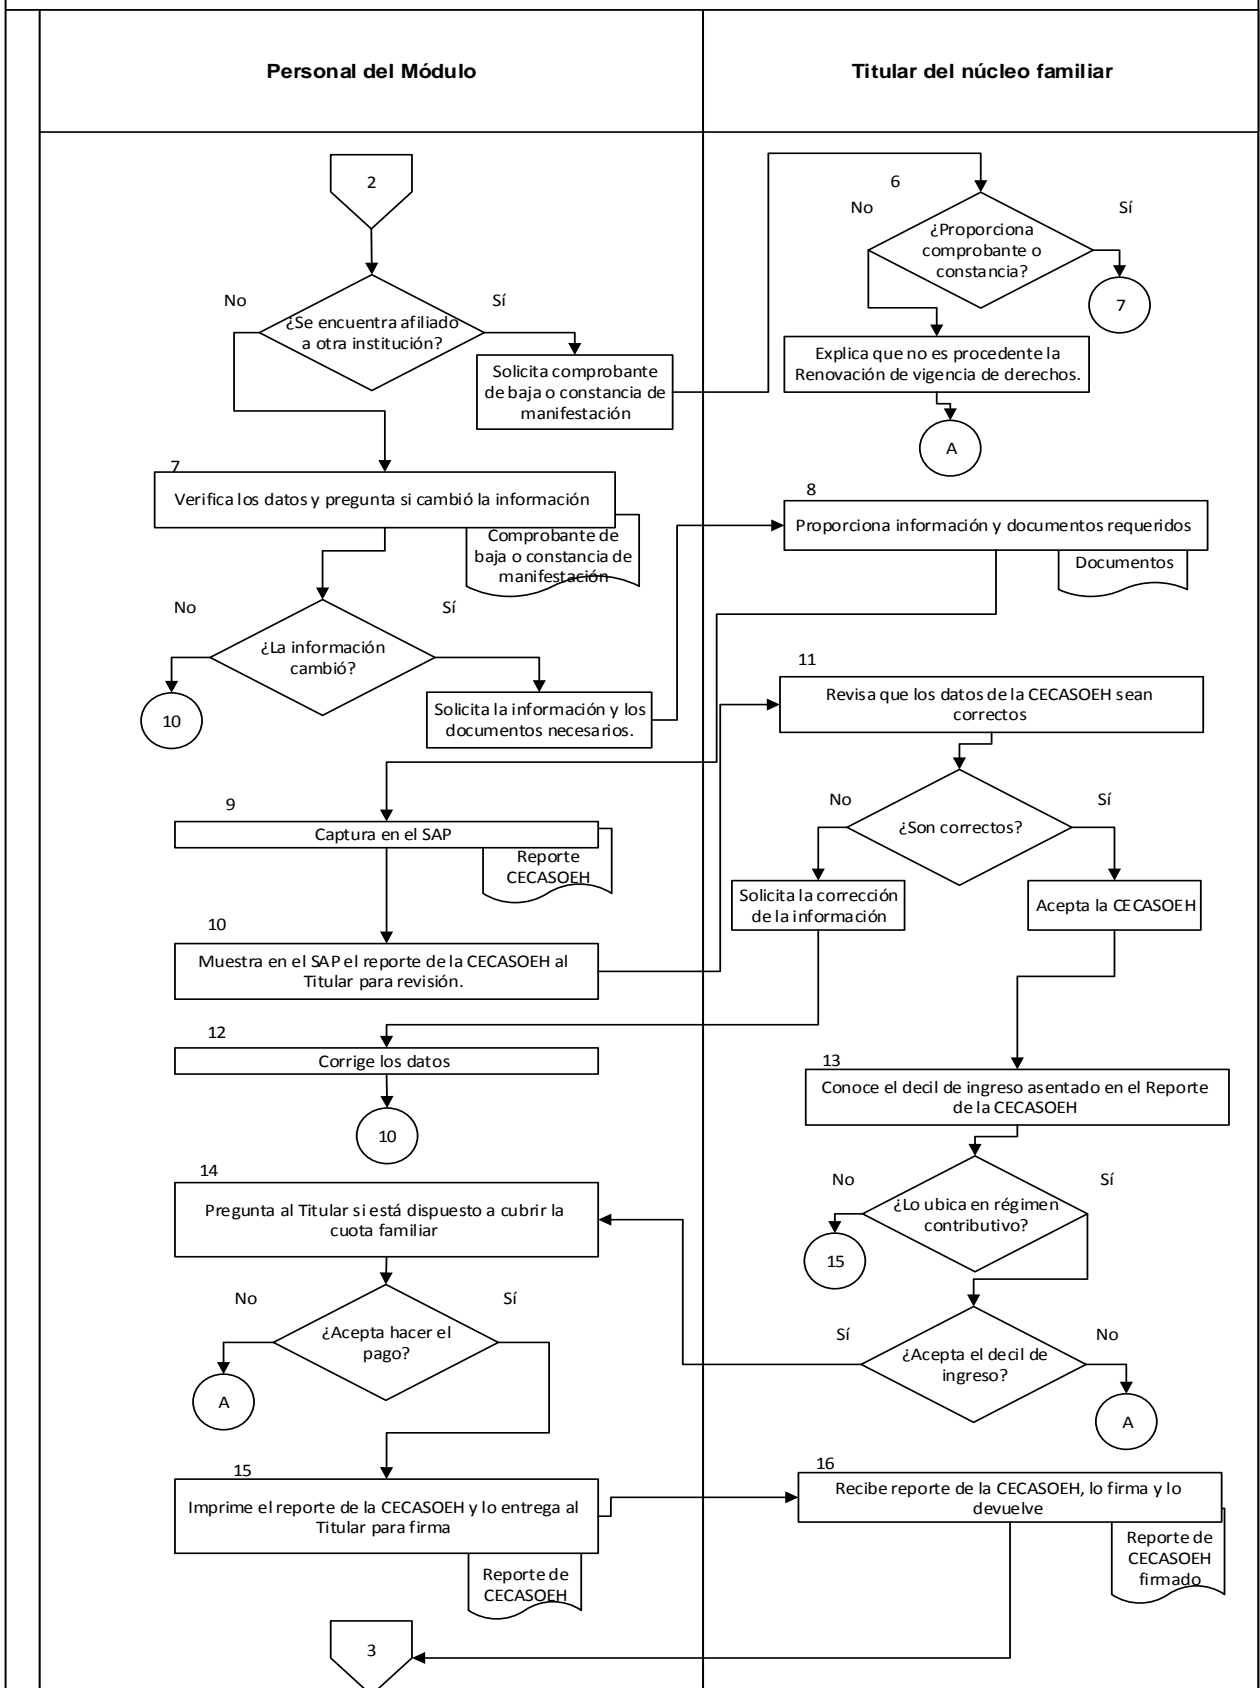 Personal del Módulo
Titular del núcleo familiar
2
No
Sí
¿Se encuentra afiliado
a otra institución?
Solicita comprobante
de baja o constancia de
manifestación
6
No
Sí
¿Proporciona
comprobante o
constancia?
7
Explica que no es procedente la
Renovación de vigencia de derechos.
A
7
Verifica los datos y pregunta si cambió la información
Comprobante de
baja o constancia de
manifestación
No
Sí
¿La información
cambió?
10
Solicita la información y los
documentos necesarios.
8
Proporciona información y documentos requeridos
Documentos
9
Captura en el SAP
Reporte
CECASOEH
10
Muestra en el SAP el reporte de la CECASOEH al
Titular para revisión.
11
Revisa que los datos de la CECASOEH sean
correctos
No
Sí
¿Son correctos?
Solicita la corrección
de la información
Acepta la CECASOEH
12
Corrige los datos
10
13
Conoce el decil de ingreso asentado en el Reporte
de la CECASOEH
No
Sí
¿Lo ubica en régimen
contributivo?
15
Sí
No
¿Acepta el decil de
ingreso?
A
14
Pregunta al Titular si está dispuesto a cubrir la
cuota familiar
No
Sí
¿Acepta hacer el
pago?
A
15
Imprime el reporte de la CECASOEH y lo entrega al
Titular para firma
Reporte de
CECASOEH
16
Recibe reporte de la CECASOEH, lo firma y lo
devuelve
Reporte de
CECASOEH
firmado
3